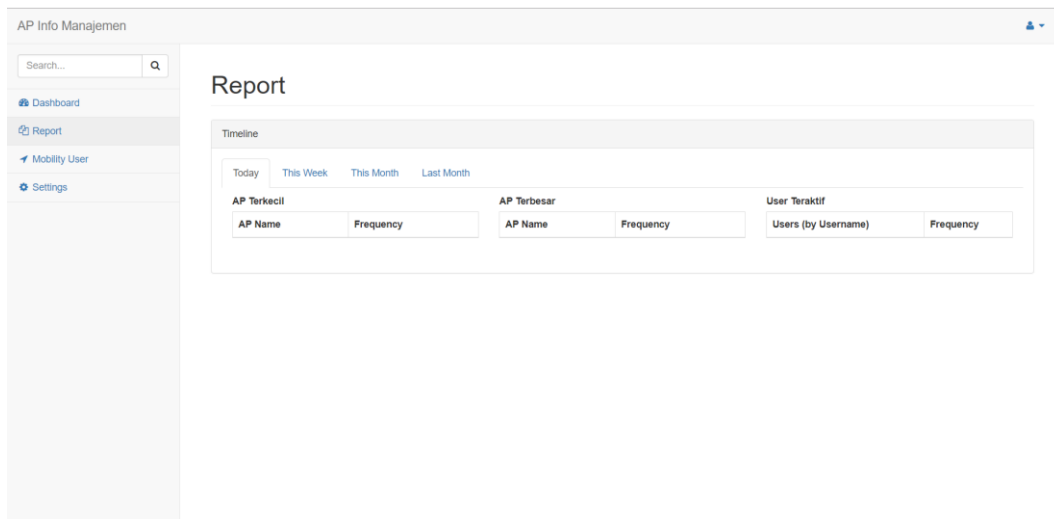 AP Info Manajemen
Search...
Dashboard
Report
Mobility User
Settings
Report
Timeline
Today This Week This Month Last Month
AP Terkecil AP Terbesar User Teraktif
AP Name Frequency AP Name Frequency Users (by Username) Frequency